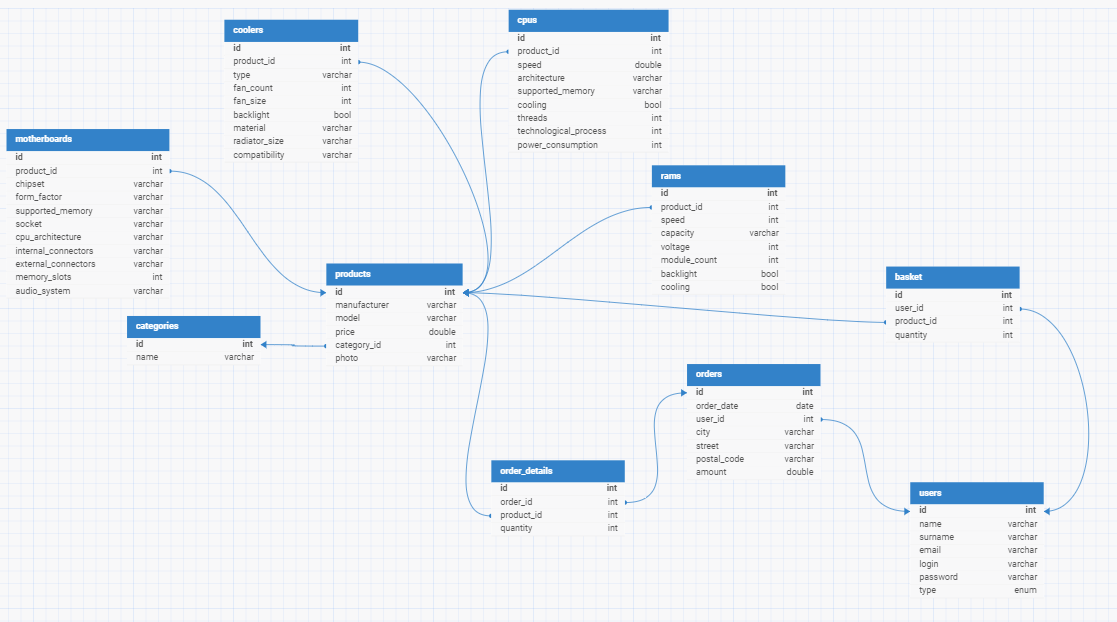 coolers
id int
product_id int
type varchar
fan_count int
fan_size int
backlight bool
material varchar
radiator_size varchar
compatibility varchar
cpus
id int
product_id int
speed double
architecture varchar
supported_memory varchar
cooling bool
threads int
technological_process int
power_consumption int
motherboards
id int
product_id int
chipset varchar
form_factor varchar
supported_memory varchar
socket varchar
cpu_architecture varchar
internal_connectors varchar
external_connectors varchar
memory_slots int
audio_system varchar
rams
id int
product_id int
speed int
capacity varchar
voltage int
module_count int
backlight bool
cooling bool
products
id int
manufacturer varchar
model varchar
price double
category_id int
photo varchar
basket
id int
user_id int
product_id int
quantity int
categories
id int
name varchar
orders
id int
order_date date
user_id int
city varchar
street varchar
postal_code varchar
amount double
order_details
id int
order_id int
product_id int
quantity int
users
id int
name varchar
surname varchar
email varchar
login varchar
password varchar
type enum